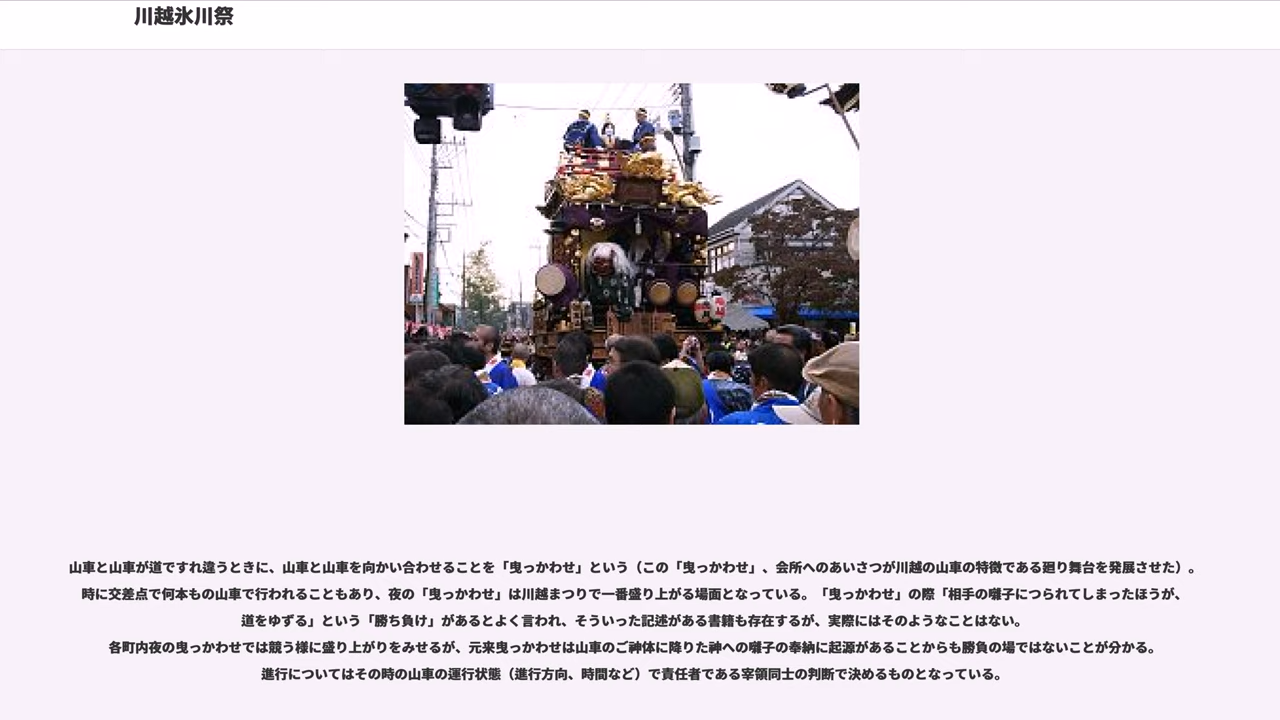 川越氷川祭
山車と山車が道ですれ違うときに、山車と山車を向かい合わせることを「曳っかわせ」という（この「曳っかわせ」、会所へのあいさつが川越の山車の特徴である廻り舞台を発展させた）。
時に交差点で何本もの山車で行われることもあり、夜の「曳っかわせ」は川越まつりで一番盛り上がる場面となっている。「曳っかわせ」の際「相手の囃子につられてしまったほうが、
道をゆずる」という「勝ち負け」があるとよく言われ、そういった記述がある書籍も存在するが、実際にはそのようなことはない。
各町内夜の曳っかわせでは競う様に盛り上がりをみせるが、元来曳っかわせは山車のご神体に降りた神への囃子の奉納に起源があることからも勝負の場ではないことが分かる。
進行についてはその時の山車の運行状態（進行方向、時間など）で責任者である宰領同士の判断で決めるものとなっている。